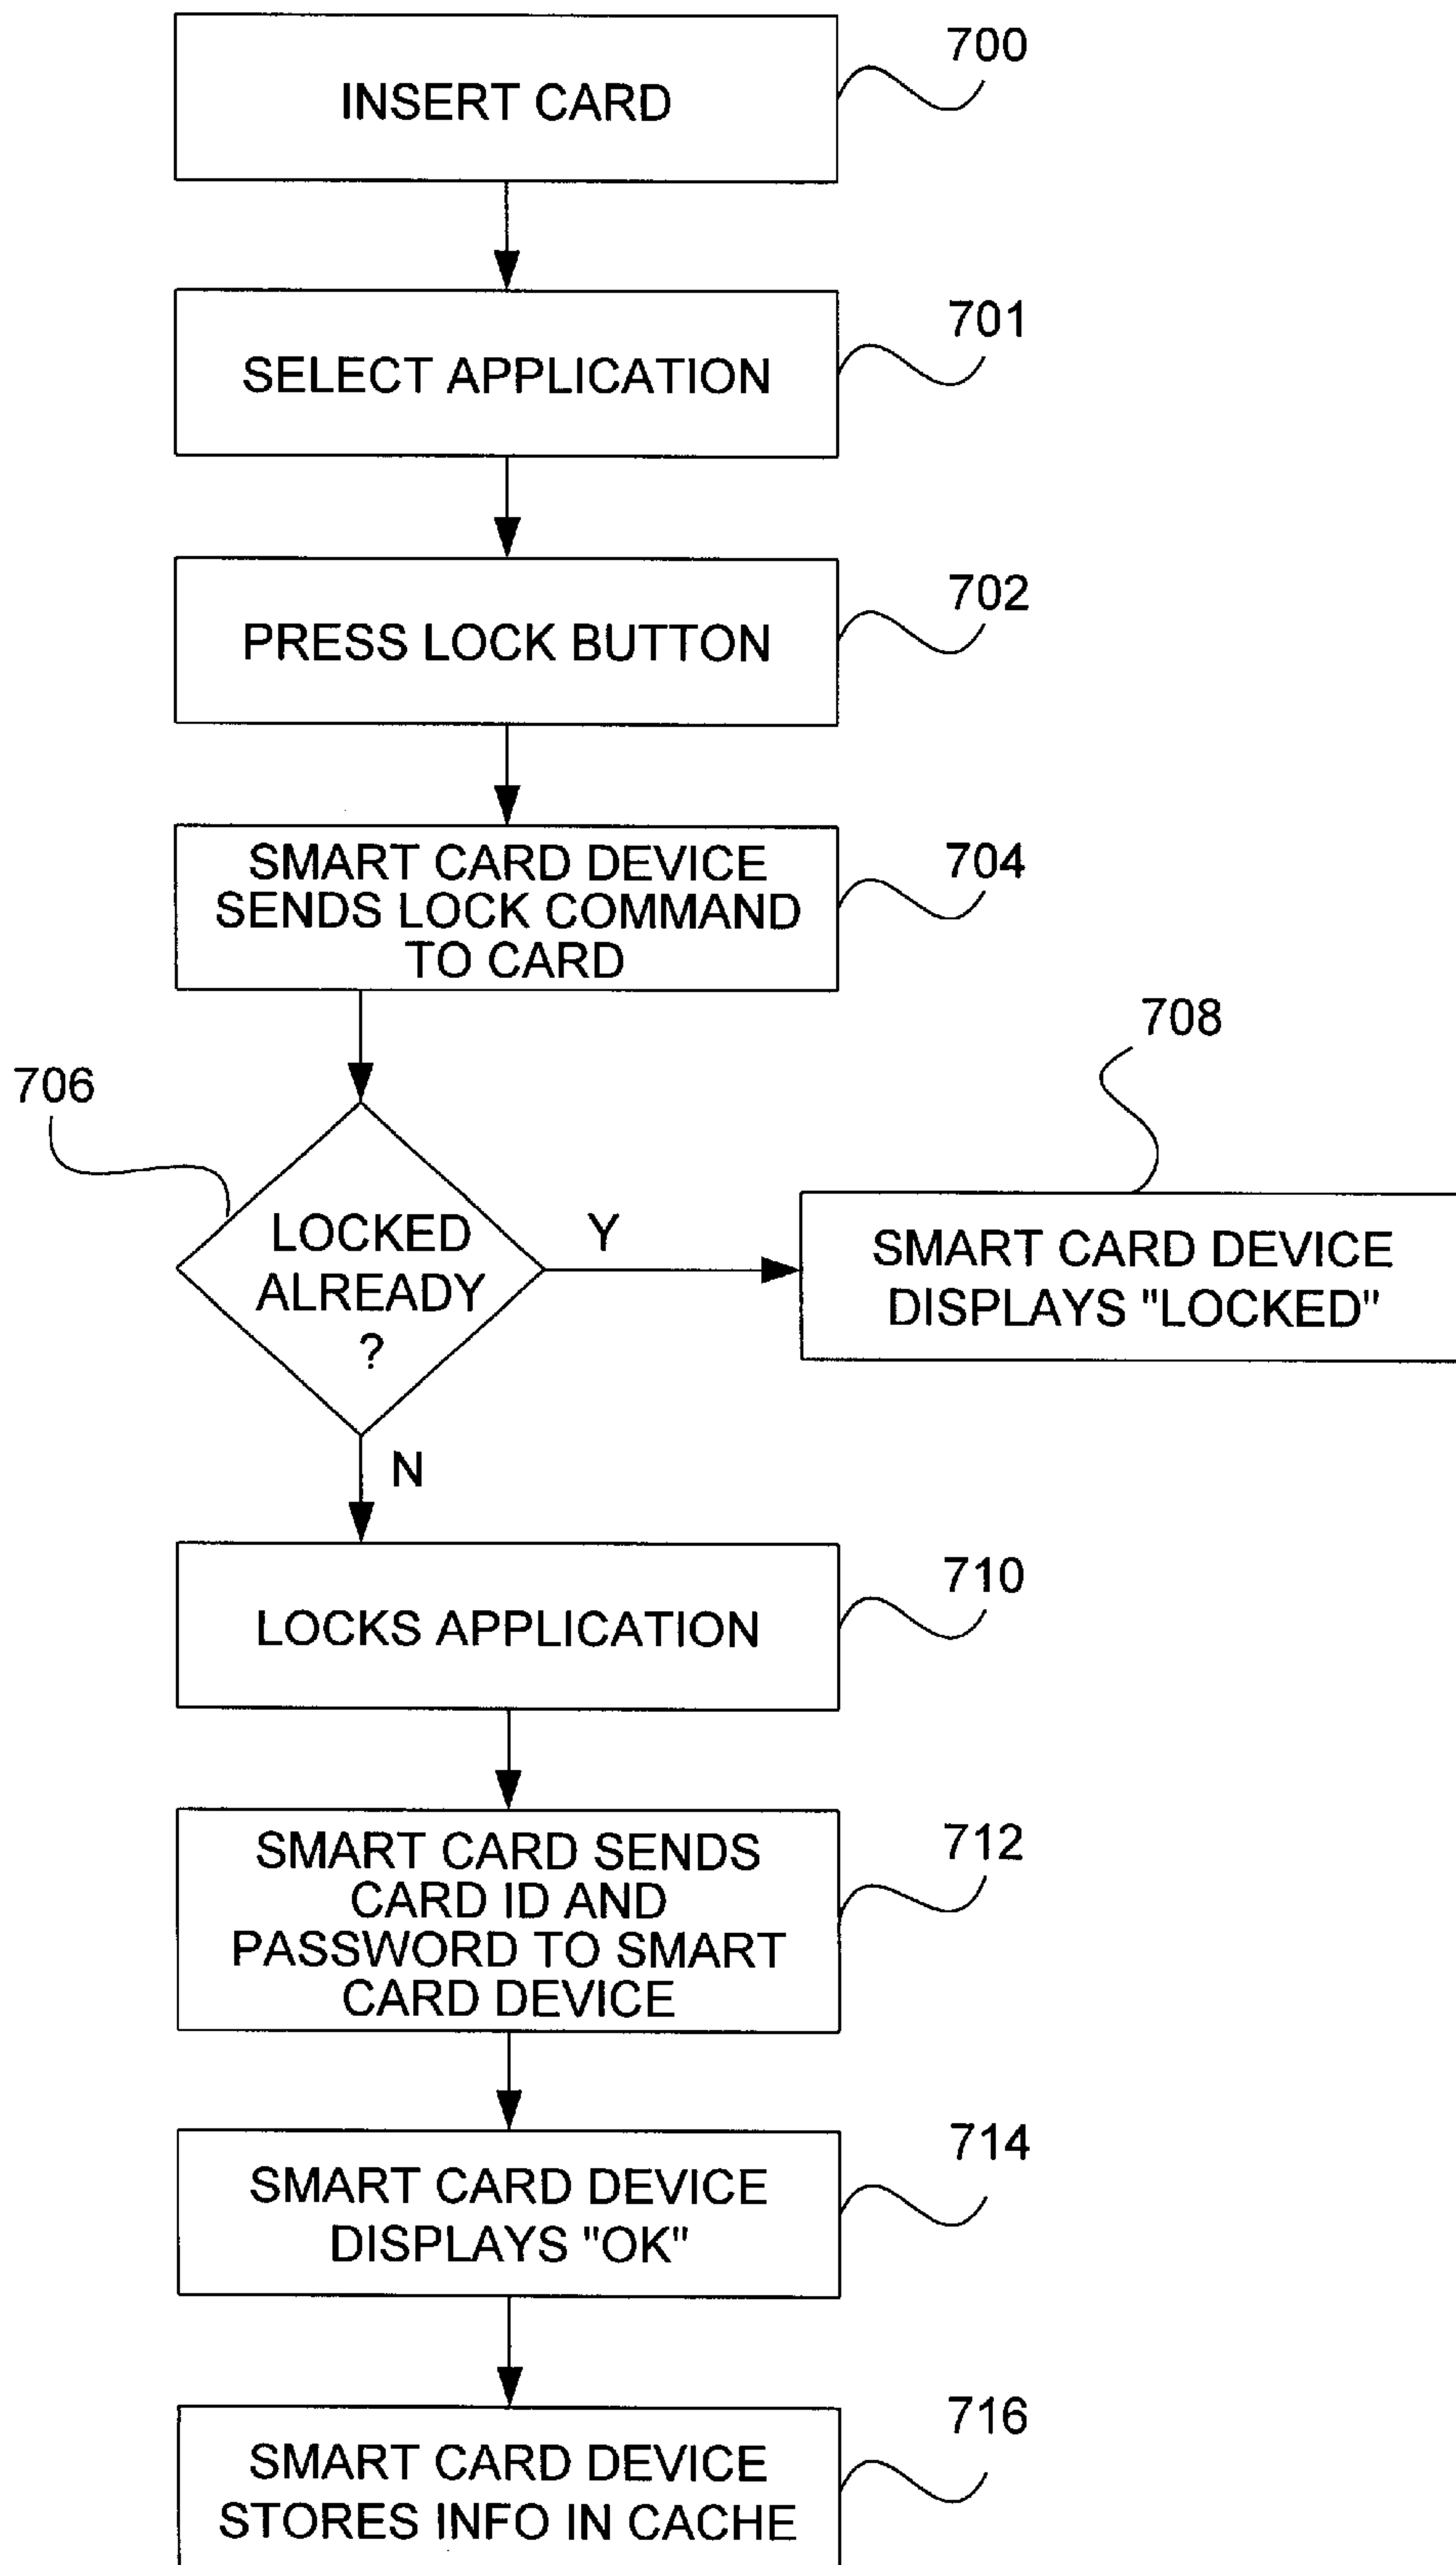 700
INSERT CARD
701
SELECT APPLICATION
702
PRESS LOCK BUTTON
704
SMART CARD DEVICE
SENDS LOCK COMMAND
TO CARD
706
LOCKED
ALREADY
?
Y
N
708
SMART CARD DEVICE
DISPLAYS "LOCKED"
710
LOCKS APPLICATION
712
SMART CARD SENDS
CARD ID AND
PASSWORD TO SMART
CARD DEVICE
714
SMART CARD DEVICE
DISPLAYS "OK"
716
SMART CARD DEVICE
STORES INFO IN CACHE